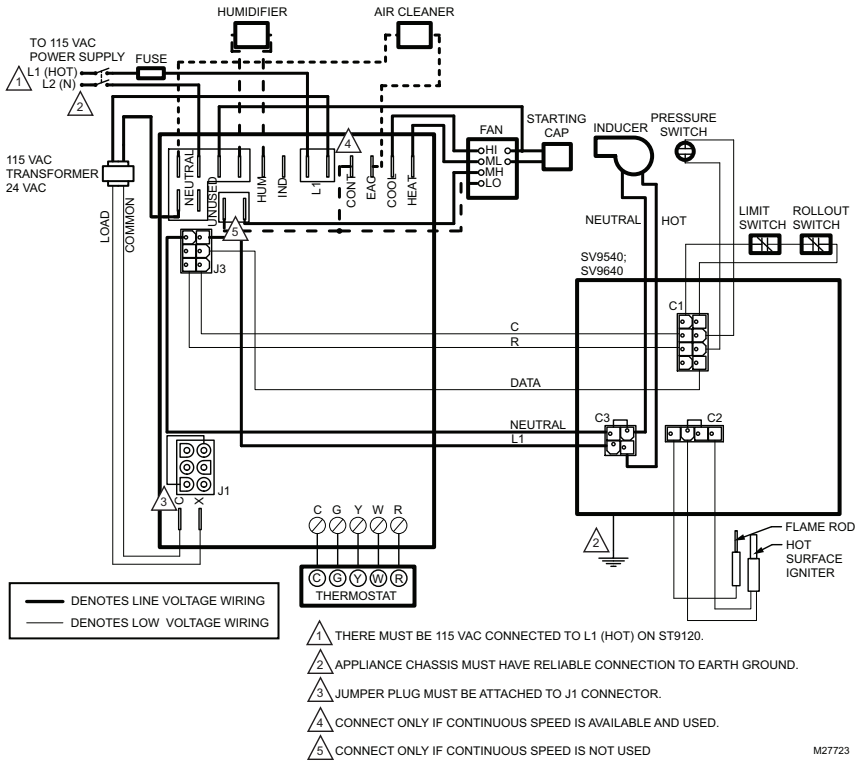 HUMIDIFIER
AIR CLEANER
TO 115 VAC
POWER SUPPLY
FUSE
L1 (HOT)
L2 (N)
1
2
115 VAC
TRANSFORMER
24 VAC
LOAD
COMMON
NEUTRAL
UNUSED
HUM
IND
L1
4
CONT
EAC
COOL
HEAT
5
FAN
HI
ML
MH
LO
STARTING
CAP
INDUCER
PRESSURE
SWITCH
NEUTRAL
HOT
LIMIT
SWITCH
ROLLOUT
SWITCH
SV9540;
SV9640
J3
C1
C
R
DATA
NEUTRAL
L1
C3
C2
J1
3
C
X
C G Y W R
C G Y W R
THERMOSTAT
2
FLAME ROD
HOT
SURFACE
IGNITER
DENOTES LINE VOLTAGE WIRING
DENOTES LOW VOLTAGE WIRING
1 THERE MUST BE 115 VAC CONNECTED TO L1 (HOT) ON ST9120.
2 APPLIANCE CHASSIS MUST HAVE RELIABLE CONNECTION TO EARTH GROUND.
3 JUMPER PLUG MUST BE ATTACHED TO J1 CONNECTOR.
4 CONNECT ONLY IF CONTINUOUS SPEED IS AVAILABLE AND USED.
5 CONNECT ONLY IF CONTINUOUS SPEED IS NOT USED
M27723